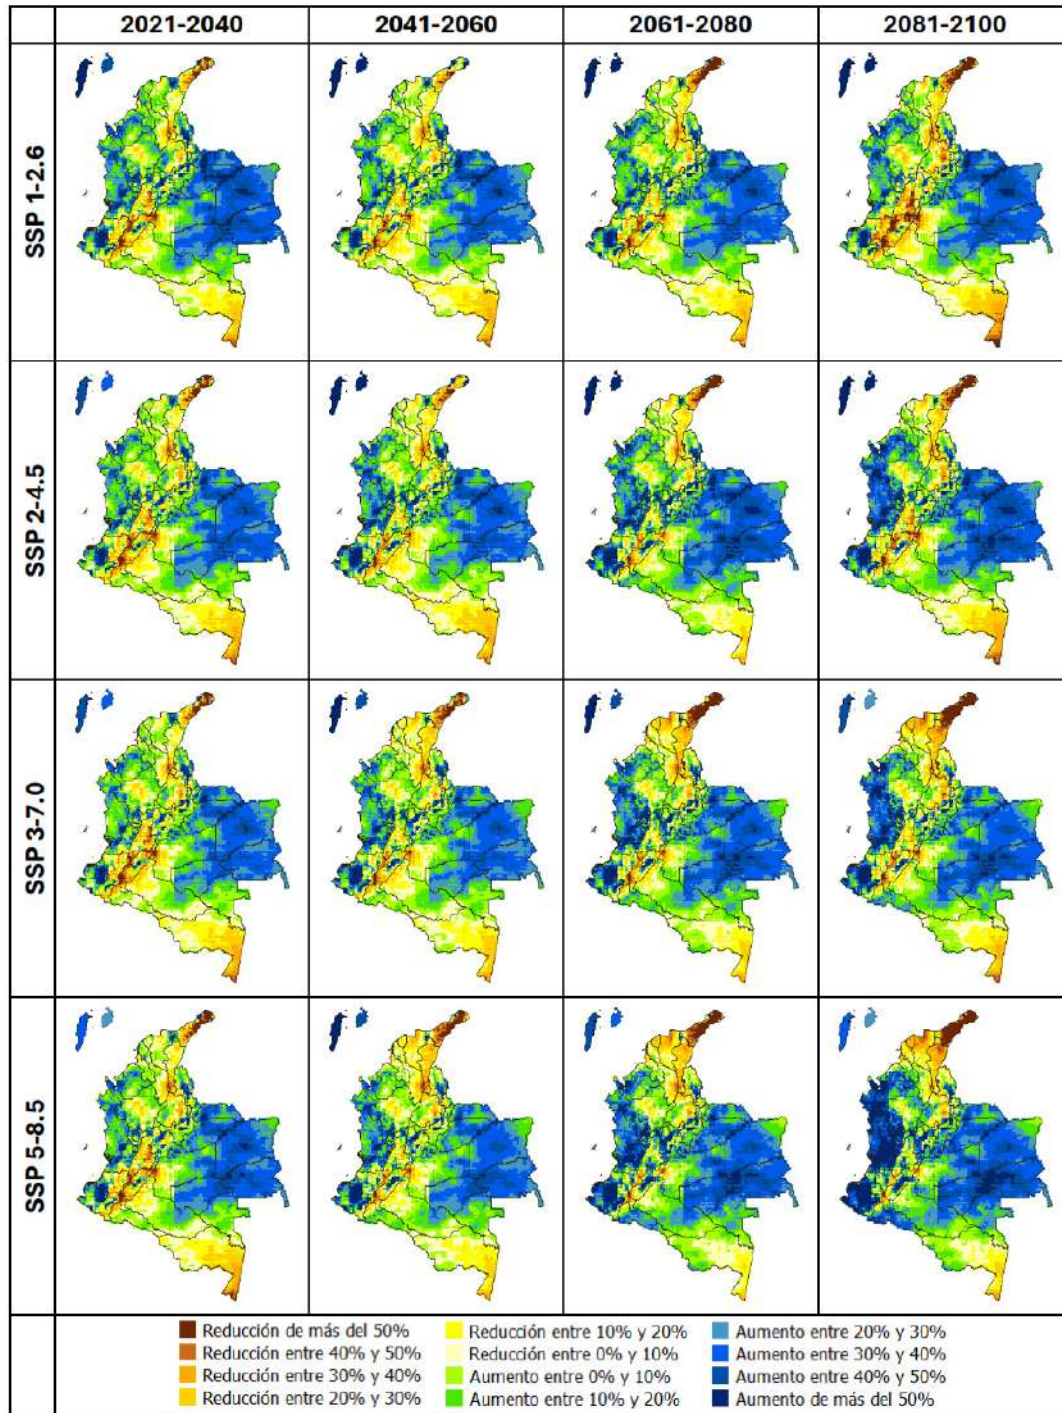 2021-2040 2041-2060 2061-2080 2081-2100
SSP 1-2.6
SSP 2-4.5
SSP 3-7.0
SSP 5-8.5
Reducción de más del 50% Reducción entre 10% y 20% Aumento entre 20% y 30%
Reducción entre 40% y 50% Reducción entre 0% y 10% Aumento entre 30% y 40%
Reducción entre 30% y 40% Aumento entre 0% y 10% Aumento entre 40% y 50%
Reducción entre 20% y 30% Aumento entre 10% y 20% Aumento de más del 50%